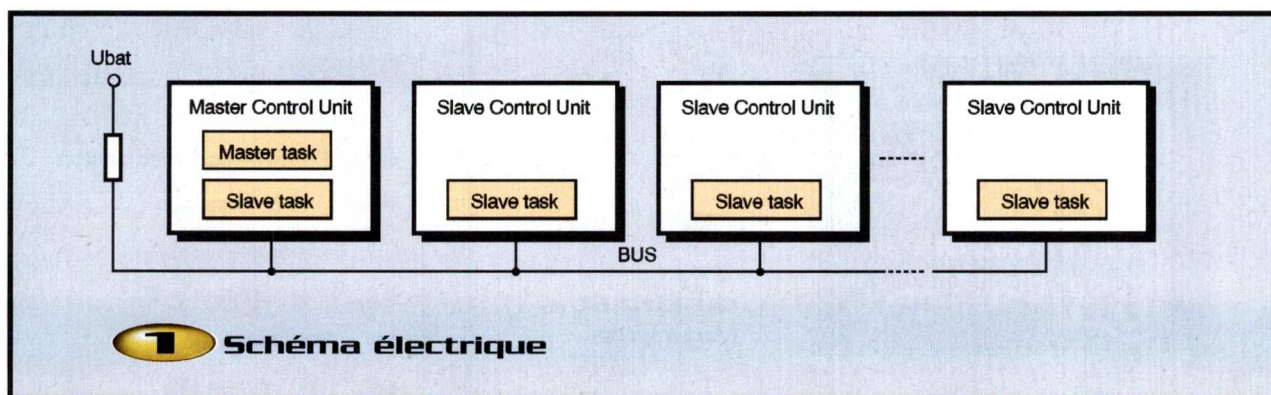 Ubat
Master Control Unit
Master task
Slave task
Slave Control Unit
Slave task
Slave Control Unit
Slave task
Slave Control Unit
Slave task
BUS
1 Schéma électrique